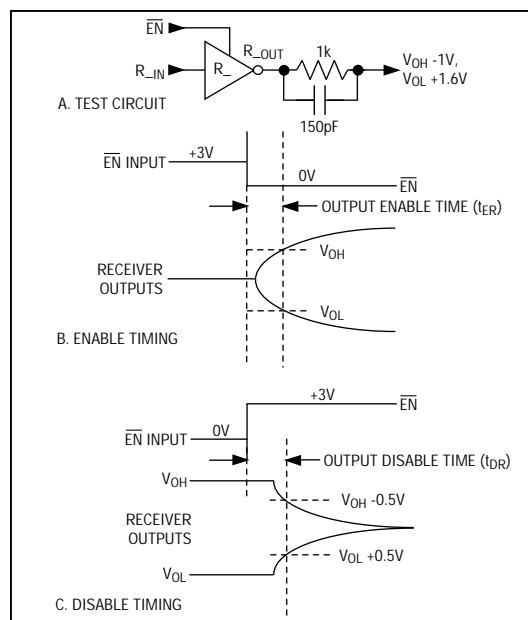 EN
R_OUT
1k
R_IN
R_
VOH -1V,
VOL +1.6V
A. TEST CIRCUIT
150pF
+3V
EN INPUT
0V
EN
OUTPUT ENABLE TIME (tER)
VOH
RECEIVER
OUTPUTS
VOL
B. ENABLE TIMING
+3V
EN
0V
EN INPUT
OUTPUT DISABLE TIME (tDR)
VOH
VOH -0.5V
RECEIVER
OUTPUTS
VOL +0.5V
VOL
C. DISABLE TIMING